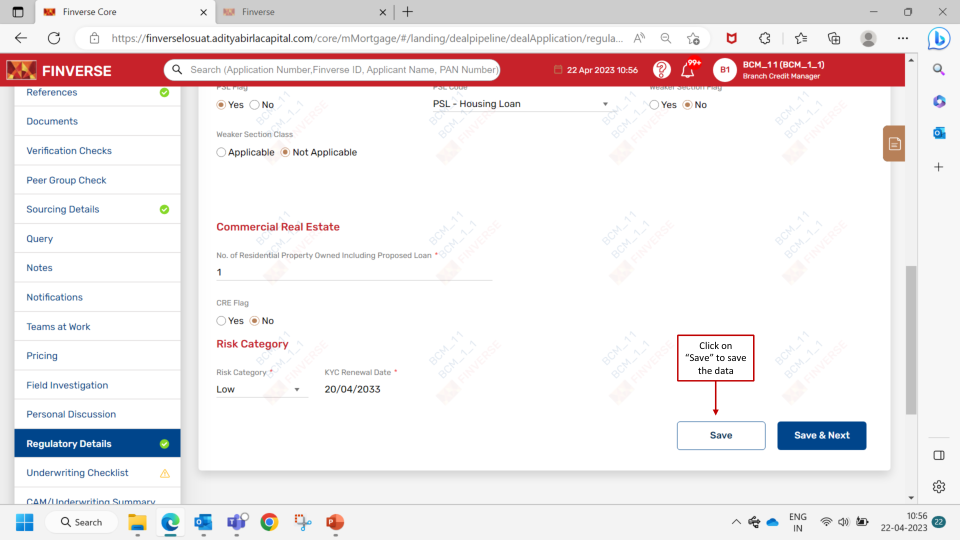 Finverse Core
Finverse
https://finverselosuat.adityabirlacapital.com/core/mMortgage/#/landing/dealpipeline/dealApplication/regula...
FINVERSE
Search (Application Number,Finverse ID, Applicant Name, PAN Number)
22 Apr 2023 10:56
99+
B1
BCM_11 (BCM_1_1)
Branch Credit Manager
References
Documents
Verification Checks
Peer Group Check
Sourcing Details
Query
Notes
Notifications
Teams at Work
Pricing
Field Investigation
Personal Discussion
Regulatory Details
Underwriting Checklist
CAM/Underwriting Summary
PSL Flag
PSL Code
Weaker Section Flag
Yes No
PSL - Housing Loan
Yes No
Weaker Section Class
Applicable Not Applicable
Commercial Real Estate
No. of Residential Property Owned Including Proposed Loan *
1
CRE Flag
Yes No
Risk Category
Risk Category *
KYC Renewal Date *
Low
20/04/2033
Click on
“Save” to save
the data
Save
Save & Next
BCM_11
BCM_1_1
FINVERSE
Search
ENG
IN
10:56
22-04-2023
22